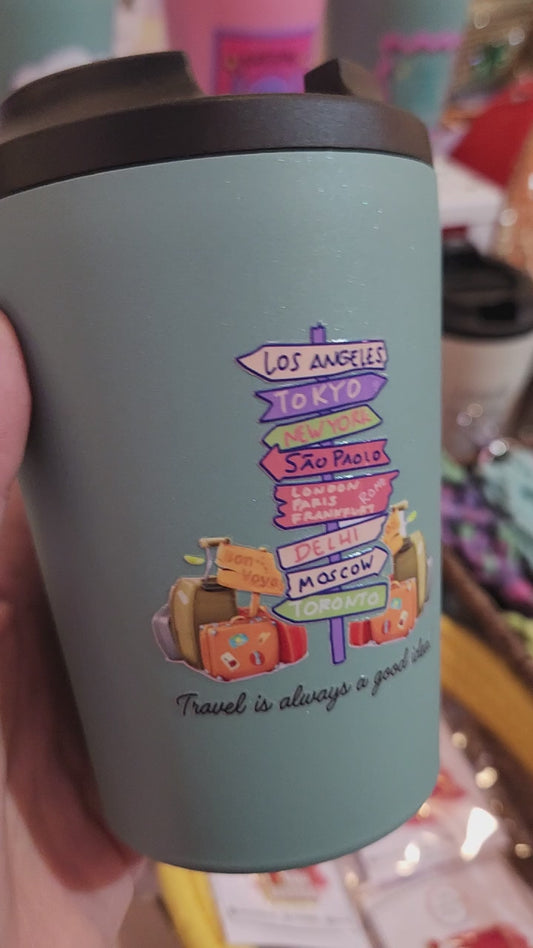 LOS ANGELES
TOKYO
NEW YORK
SÃO PAOLO
LONDON
PARIS ROME
FRANKFURT
DELHI
MOSCOW
TORONTO
Bon-
Voya
Travel is always a good idea